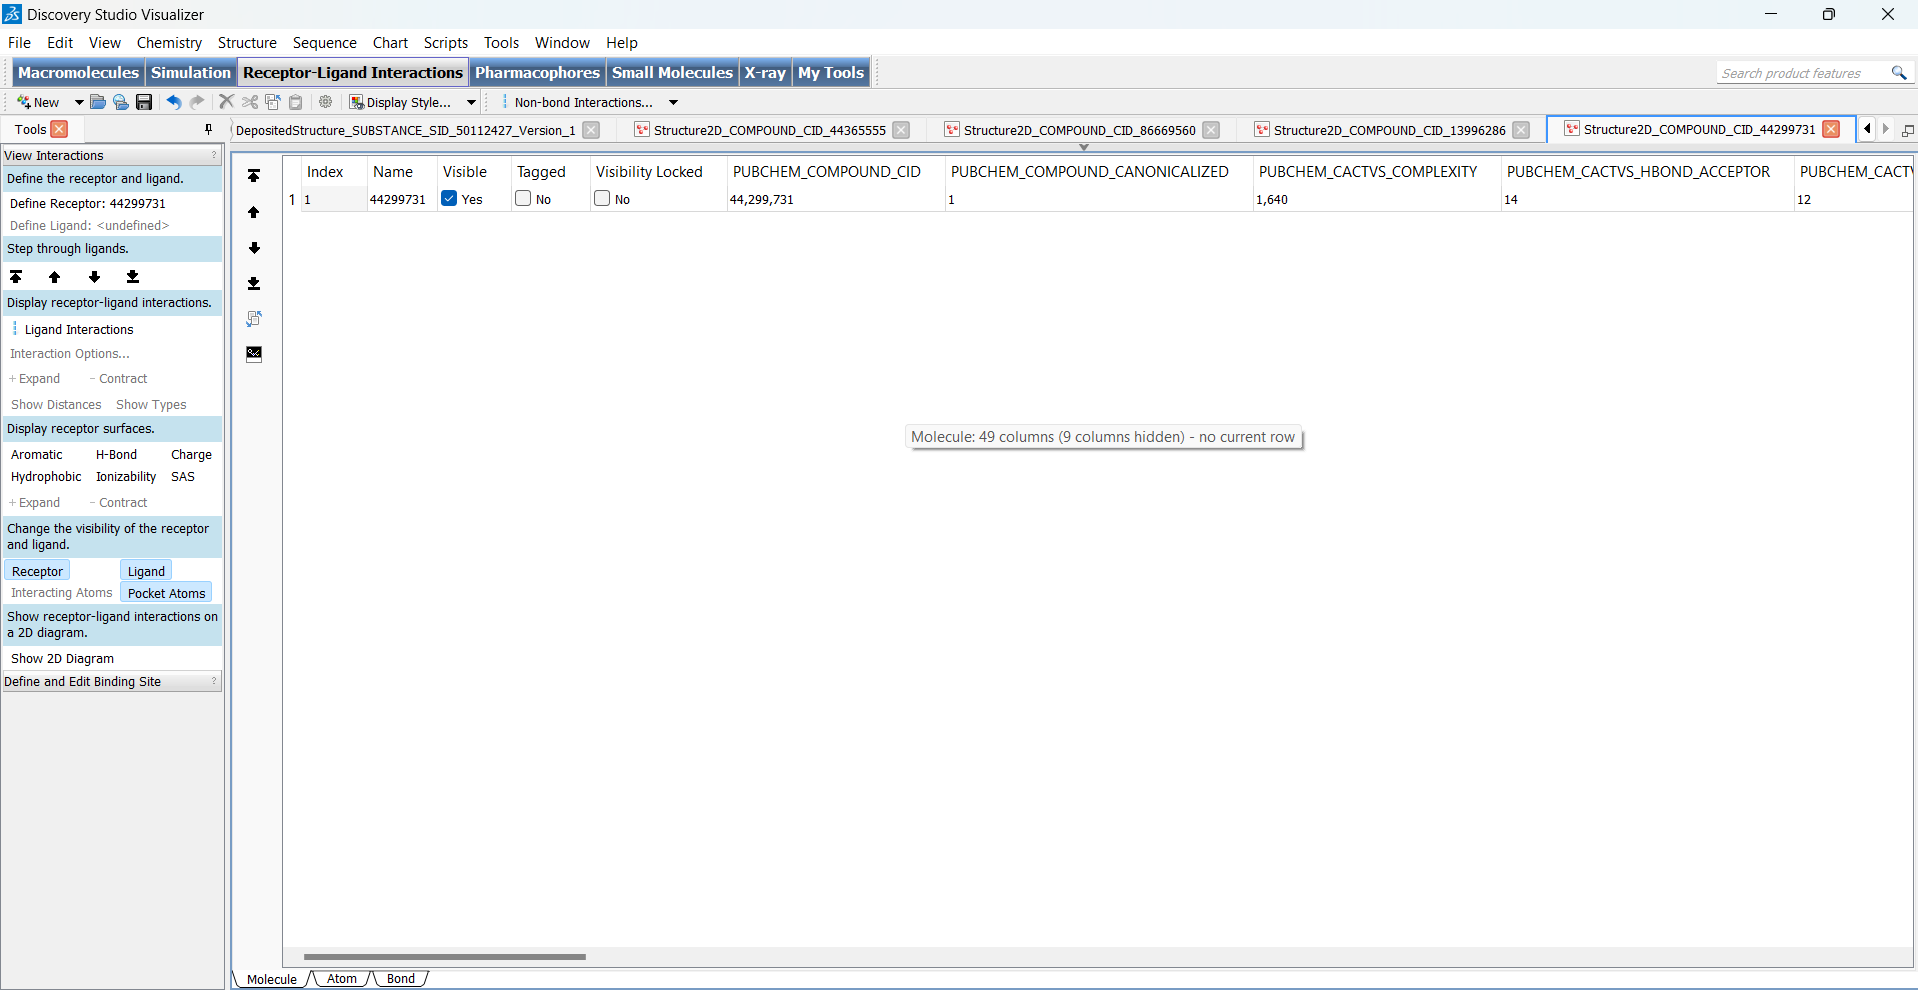 Discovery Studio Visualizer
File Edit View Chemistry Structure Sequence Chart Scripts Tools Window Help
Macromolecules Simulation Receptor-Ligand Interactions Pharmacophores Small Molecules X-ray My Tools
Search product features
New Display Style... Non-bond Interactions...
Tools
DepositedStructure_SUBSTANCE_SID_50112427_Version_1 Structure2D_COMPOUND_CID_44365555 Structure2D_COMPOUND_CID_86669560 Structure2D_COMPOUND_CID_13996286 Structure2D_COMPOUND_CID_44299731
View Interactions ?
Define the receptor and ligand.
Define Receptor: 44299731
Define Ligand: <undefined>
Step through ligands.
Display receptor-ligand interactions.
Ligand Interactions
Interaction Options...
+ Expand - Contract
Show Distances Show Types
Display receptor surfaces.
Aromatic H-Bond Charge
Hydrophobic Ionizability SAS
+ Expand - Contract
Change the visibility of the receptor
and ligand.
Receptor Ligand
Interacting Atoms Pocket Atoms
Show receptor-ligand interactions on
a 2D diagram.
Show 2D Diagram
Define and Edit Binding Site ?
Index Name Visible Tagged Visibility Locked PUBCHEM_COMPOUND_CID PUBCHEM_COMPOUND_CANONICALIZED PUBCHEM_CACTVS_COMPLEXITY PUBCHEM_CACTVS_HBOND_ACCEPTOR PUBCHEM_CACTV
1 1 44299731 Yes No No 44,299,731 1 1,640 14 12
Molecule: 49 columns (9 columns hidden) - no current row
Molecule Atom Bond